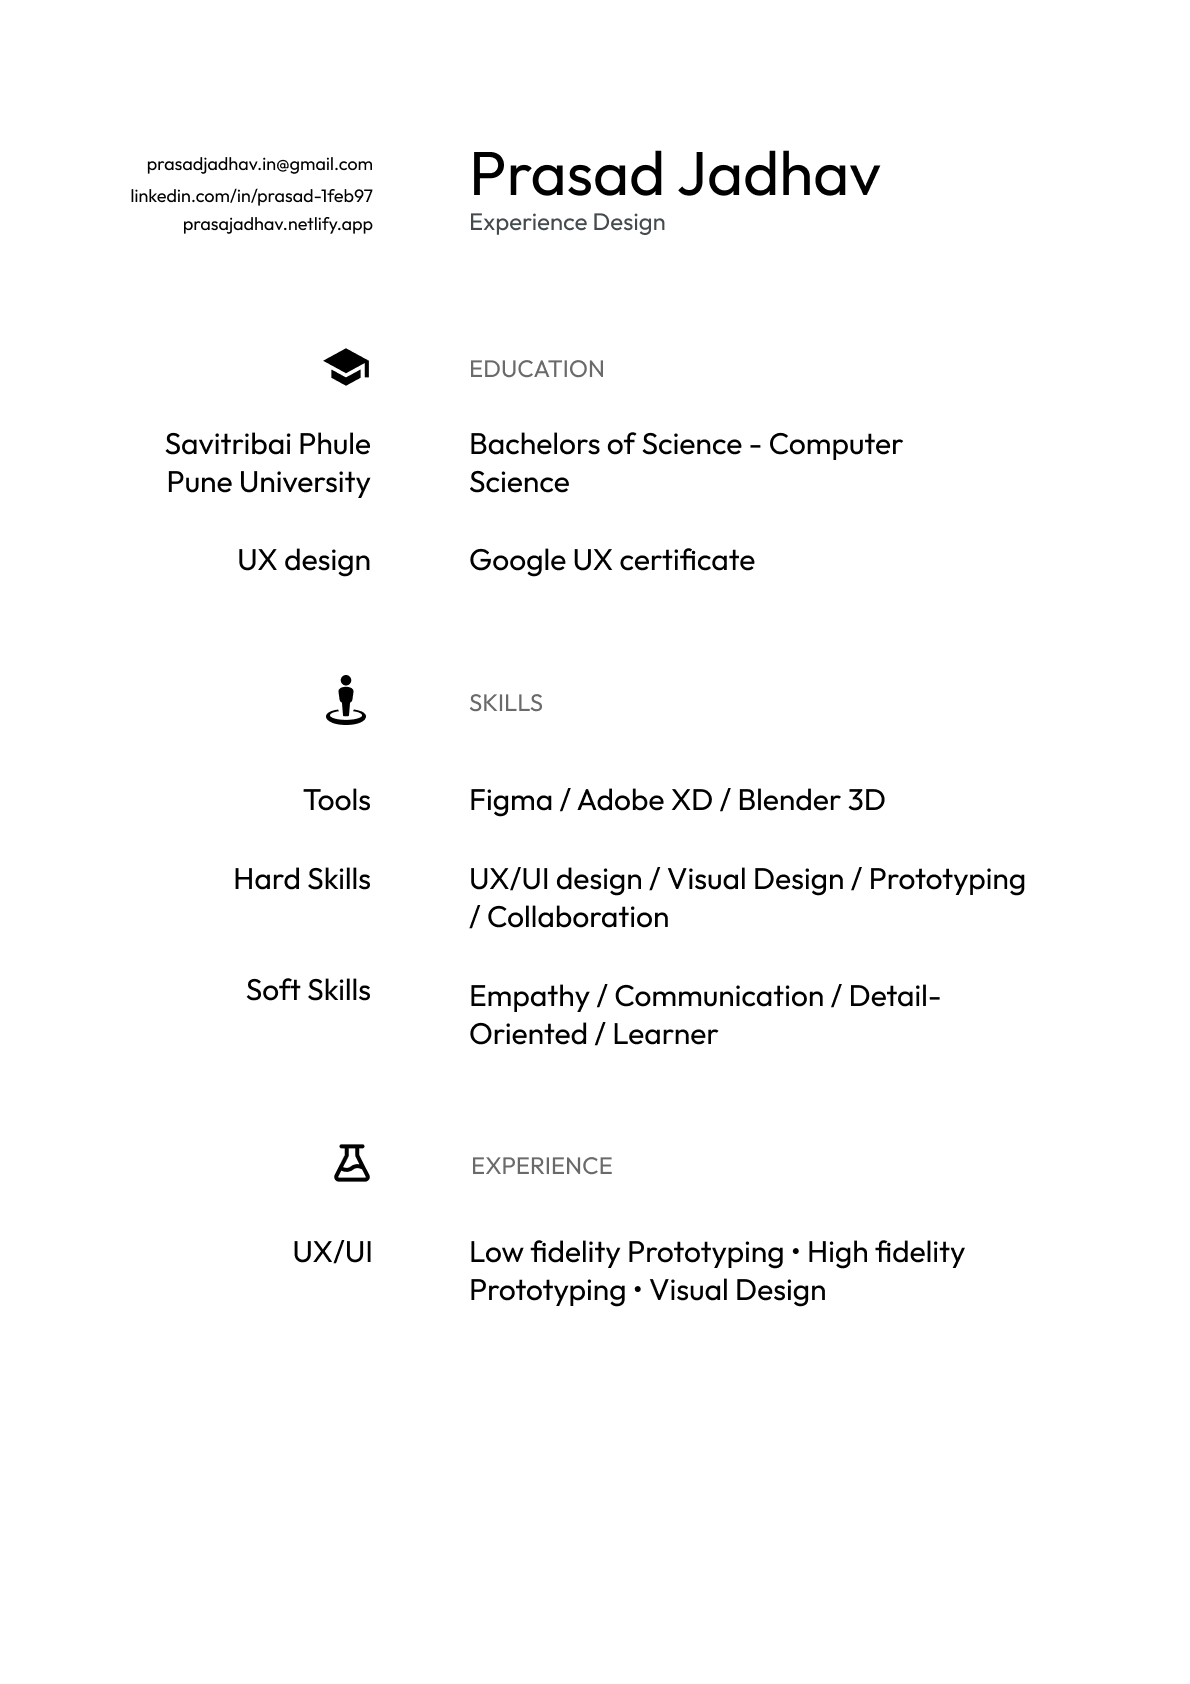 prasadjadhav.in@gmail.com
linkedin.com/in/prasad-1feb97
prasajadhav.netlify.app
Prasad Jadhav
Experience Design
EDUCATION
Savitribai Phule
Pune University
Bachelors of Science - Computer
Science
UX design
Google UX certificate
SKILLS
Tools
Figma / Adobe XD / Blender 3D
Hard Skills
UX/UI design / Visual Design / Prototyping
/ Collaboration
Soft Skills
Empathy / Communication / Detail-
Oriented / Learner
EXPERIENCE
UX/UI
Low fidelity Prototyping • High fidelity
Prototyping • Visual Design